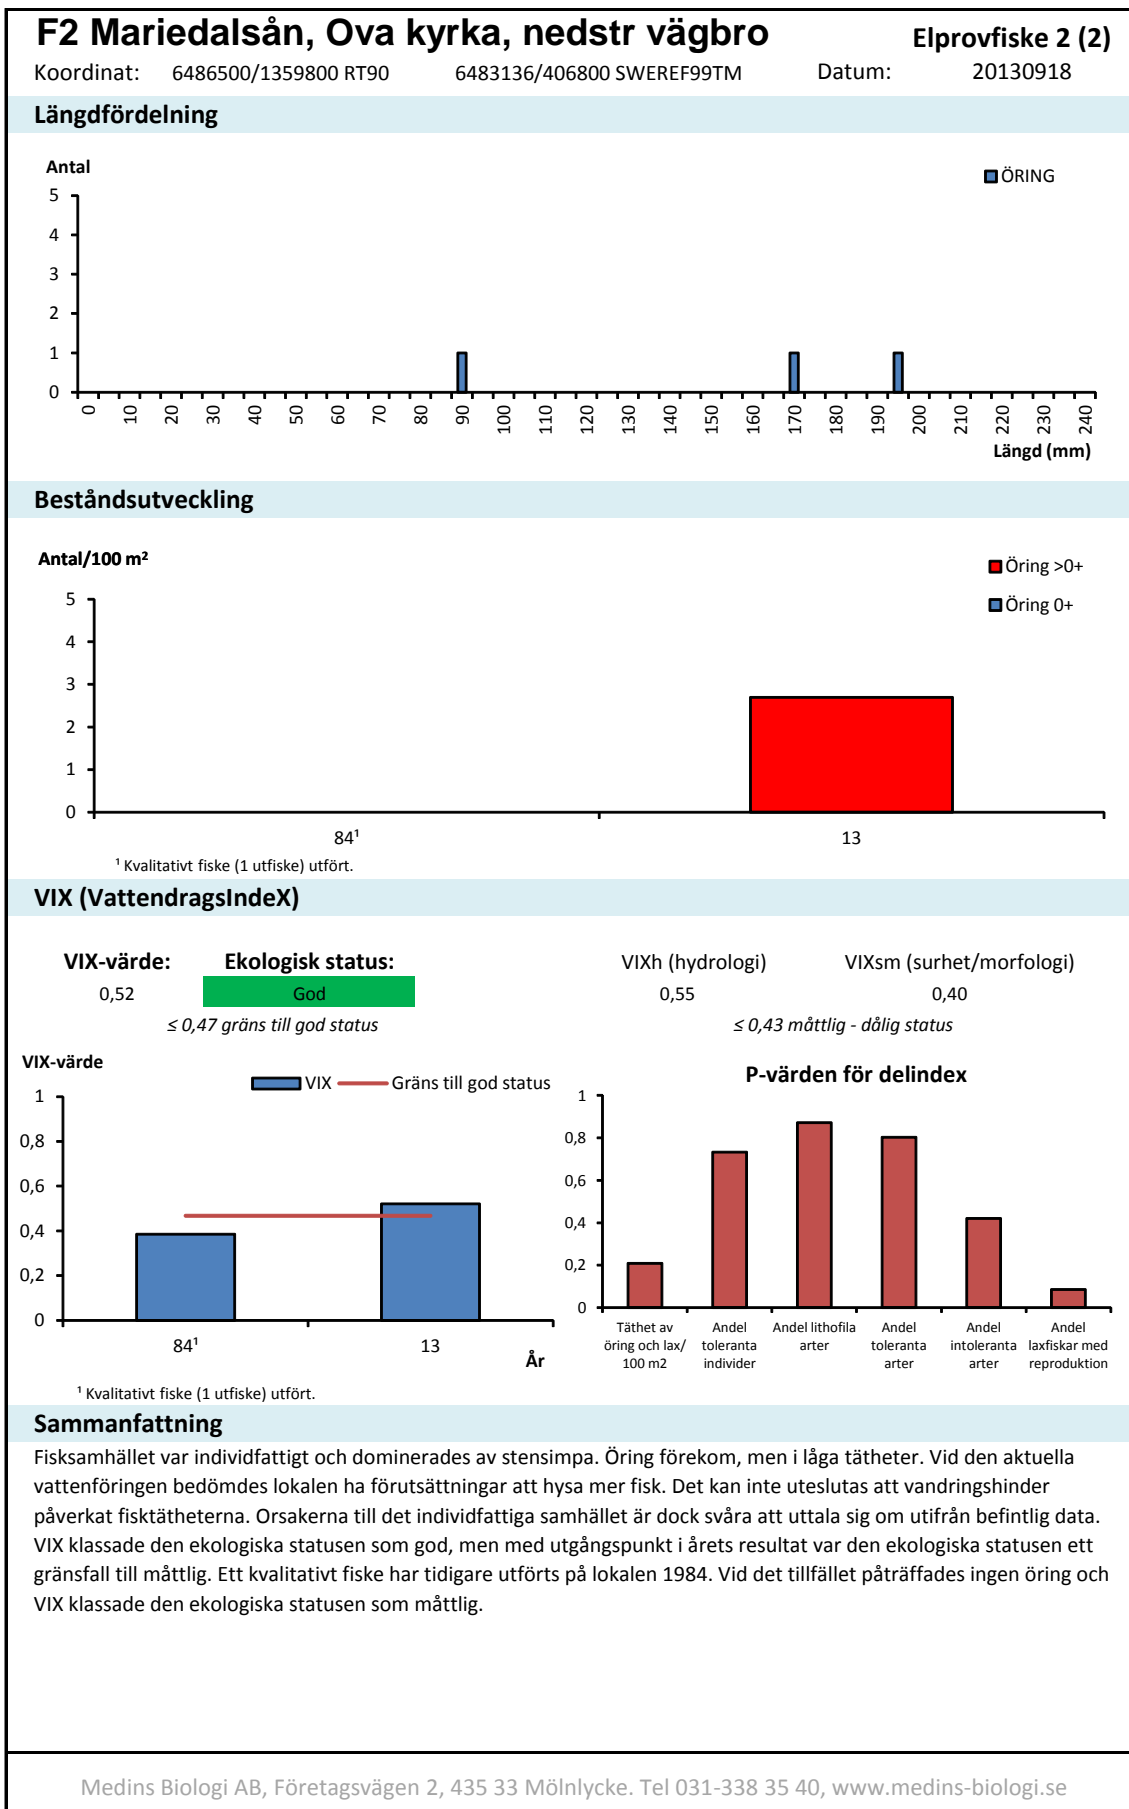 F2 Mariedalsån, Ova kyrka, nedstr vägbro
Elprovfiske 2 (2)
Koordinat: 6486500/1359800 RT90 6483136/406800 SWEREF99TM Datum: 20130918
Längdfördelning
Antal
ÖRING
5
4
3
2
1
0
0 10 20 30 40 50 60 70 80 90 100 110 120 130 140 150 160 170 180 190 200 210 220 230 240
Längd (mm)
Beståndsutveckling
Antal/100 m²
Öring >0+
Öring 0+
5
4
3
2
1
0
84¹ 13
¹ Kvalitativt fiske (1 utfiske) utfört.
VIX (VattendragsIndeX)
VIX-värde: Ekologisk status: VIXh (hydrologi) VIXsm (surhet/morfologi)
0,52 God 0,55 0,40
≤ 0,47 gräns till god status ≤ 0,43 måttlig - dålig status
VIX-värde
VIX Gräns till god status
1
0,8
0,6
0,4
0,2
0
84¹ 13
År
¹ Kvalitativt fiske (1 utfiske) utfört.
P-värden för delindex
1
0,8
0,6
0,4
0,2
0
Täthet av Andel Andel lithofila Andel Andel Andel
öring och lax/ toleranta arter toleranta intoleranta laxfiskar med
100 m2 individer arter arter reproduktion
Sammanfattning
Fisksamhället var individfattigt och dominerades av stensimpa. Öring förekom, men i låga tätheter. Vid den aktuella
vattenföringen bedömdes lokalen ha förutsättningar att hysa mer fisk. Det kan inte uteslutas att vandringshinder
påverkat fisktätheterna. Orsakerna till det individfattiga samhället är dock svåra att uttala sig om utifrån befintlig data.
VIX klassade den ekologiska statusen som god, men med utgångspunkt i årets resultat var den ekologiska statusen ett
gränsfall till måttlig. Ett kvalitativt fiske har tidigare utförts på lokalen 1984. Vid det tillfället påträffades ingen öring och
VIX klassade den ekologiska statusen som måttlig.
Medins Biologi AB, Företagsvägen 2, 435 33 Mölnlycke. Tel 031-338 35 40, www.medins-biologi.se